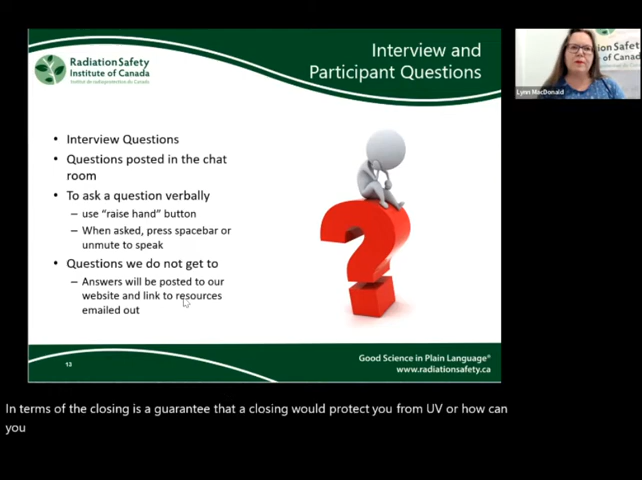 Radiation Safety
Institute of Canada
Institut de radioprotection du Canada
Interview and
Participant Questions
• Interview Questions
• Questions posted in the chat
room
• To ask a question verbally
– use "raise hand" button
– When asked, press spacebar or
unmute to speak
• Questions we do not get to
– Answers will be posted to our
website and link to resources
emailed out
13
Good Science in Plain Language®
www.radiationsafety.ca
on Safety
of Canad
Lynn MacDonald
In terms of the closing is a guarantee that a closing would protect you from UV or how can
you